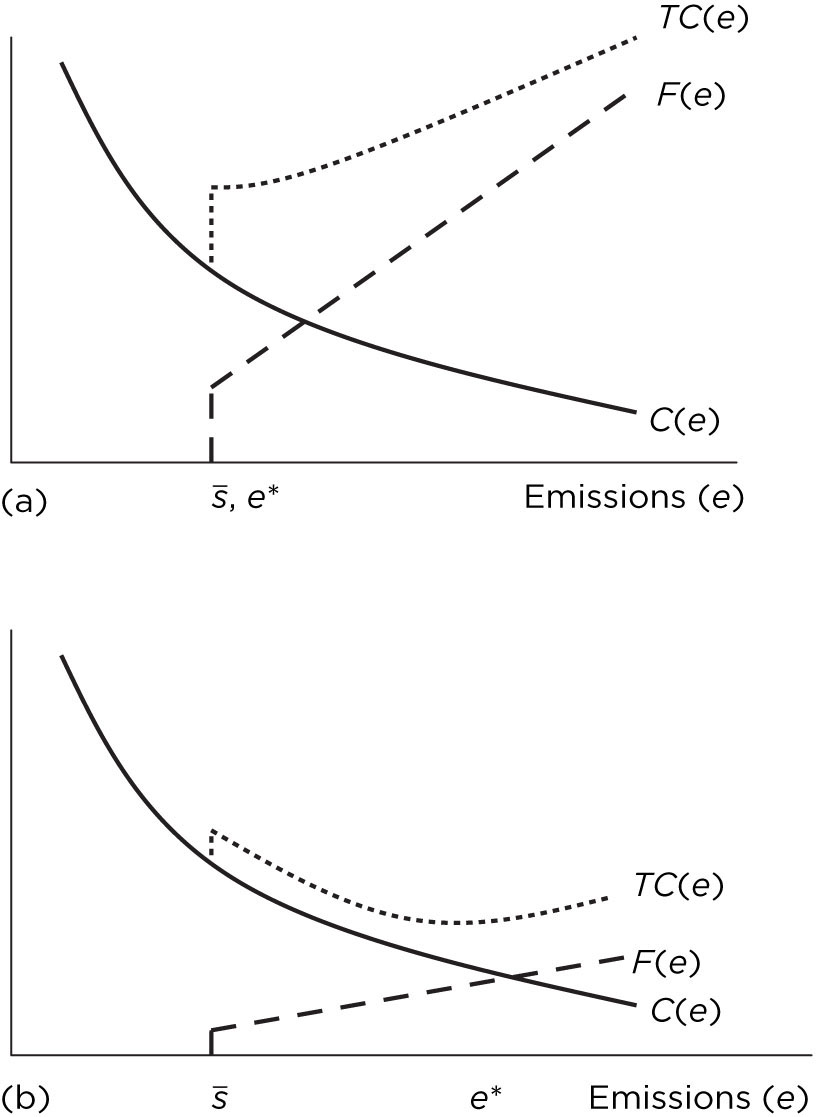 TC(e)
F(e)
C(e)
(a) s̅, e* Emissions (e)
TC(e)
F(e)
C(e)
(b) s̅ e* Emissions (e)